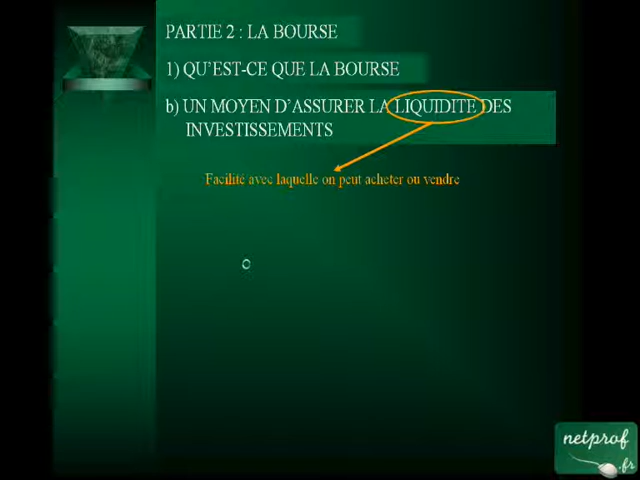 PARTIE 2 : LA BOURSE
1) QU'EST-CE QUE LA BOURSE
b) UN MOYEN D'ASSURER LA LIQUIDITE DES
INVESTISSEMENTS
Facilité avec laquelle on peut acheter ou vendre
netprof
.fr